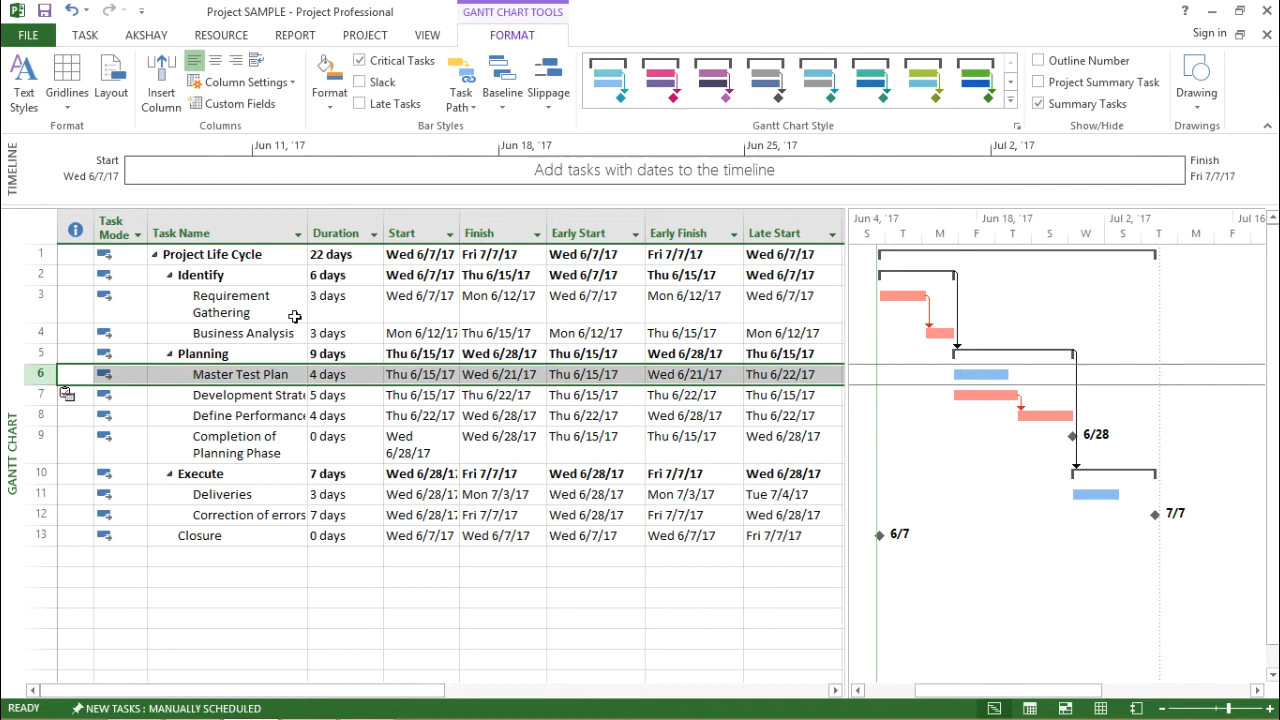 Project SAMPLE - Project Professional
GANTT CHART TOOLS
?
FILE TASK AKSHAY RESOURCE REPORT PROJECT VIEW FORMAT Sign in
Text Styles
Gridlines
Layout
Format
Insert Column
Column Settings
Custom Fields
Columns
Format
Critical Tasks
Slack
Late Tasks
Task Path
Baseline
Slippage
Bar Styles
Gantt Chart Style
Outline Number
Project Summary Task
Summary Tasks
Show/Hide
Drawing
Drawings
TIMELINE
Jun 11, '17 Jun 18, '17 Jun 25, '17 Jul 2, '17
Start
Wed 6/7/17
Add tasks with dates to the timeline
Finish
Fri 7/7/17
GANTT CHART
Task Mode Task Name Duration Start Finish Early Start Early Finish Late Start
Jun 4, '17 Jun 18, '17 Jul 2, '17 Jul 16
S T M F T S W S T M F
1 Project Life Cycle 22 days Wed 6/7/17 Fri 7/7/17 Wed 6/7/17 Fri 7/7/17 Wed 6/7/17
2 Identify 6 days Wed 6/7/17 Thu 6/15/17 Wed 6/7/17 Thu 6/15/17 Wed 6/7/17
3 Requirement Gathering 3 days Wed 6/7/17 Mon 6/12/17 Wed 6/7/17 Mon 6/12/17 Wed 6/7/17
4 Business Analysis 3 days Mon 6/12/17 Thu 6/15/17 Mon 6/12/17 Thu 6/15/17 Mon 6/12/17
5 Planning 9 days Thu 6/15/17 Wed 6/28/17 Thu 6/15/17 Wed 6/28/17 Thu 6/15/17
6 Master Test Plan 4 days Thu 6/15/17 Wed 6/21/17 Thu 6/15/17 Wed 6/21/17 Thu 6/22/17
7 Development Strate 5 days Thu 6/15/17 Thu 6/22/17 Thu 6/15/17 Thu 6/22/17 Thu 6/15/17
8 Define Performance 4 days Thu 6/22/17 Wed 6/28/17 Thu 6/22/17 Wed 6/28/17 Thu 6/22/17
9 Completion of Planning Phase 0 days Wed 6/28/17 Wed 6/28/17 Thu 6/15/17 Thu 6/15/17 Wed 6/28/17 6/28
10 Execute 7 days Wed 6/28/17 Fri 7/7/17 Wed 6/28/17 Fri 7/7/17 Wed 6/28/17
11 Deliveries 3 days Wed 6/28/17 Mon 7/3/17 Wed 6/28/17 Mon 7/3/17 Tue 7/4/17
12 Correction of errors 7 days Wed 6/28/17 Fri 7/7/17 Wed 6/28/17 Fri 7/7/17 Wed 6/28/17 7/7
13 Closure 0 days Wed 6/7/17 Wed 6/7/17 Wed 6/7/17 Wed 6/7/17 Fri 7/7/17 6/7
READY NEW TASKS : MANUALLY SCHEDULED